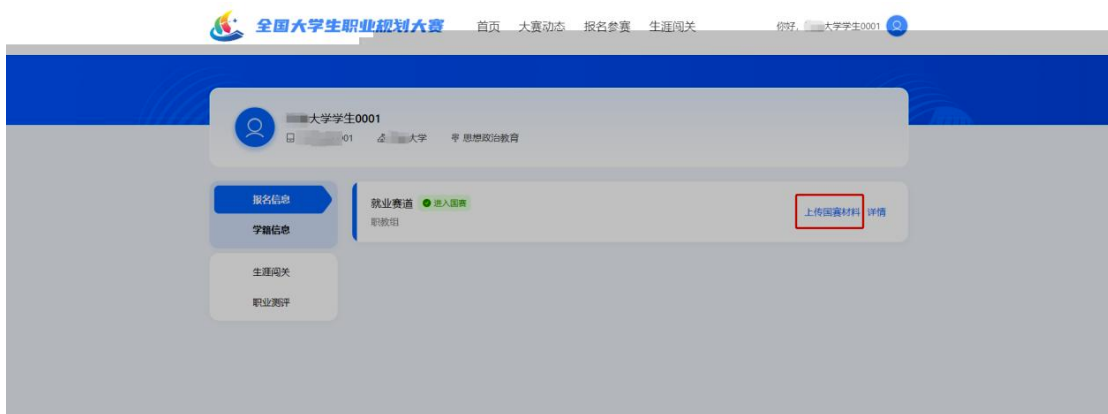 全国大学生职业规划大赛 首页 大赛动态 报名参赛 生涯闯关 你好, 大学学生0001
大学学生0001
01 大学 思想政治教育
报名信息
学籍信息
就业赛道 进入国赛
职教组
上传国赛材料 详情
生涯闯关
职业测评